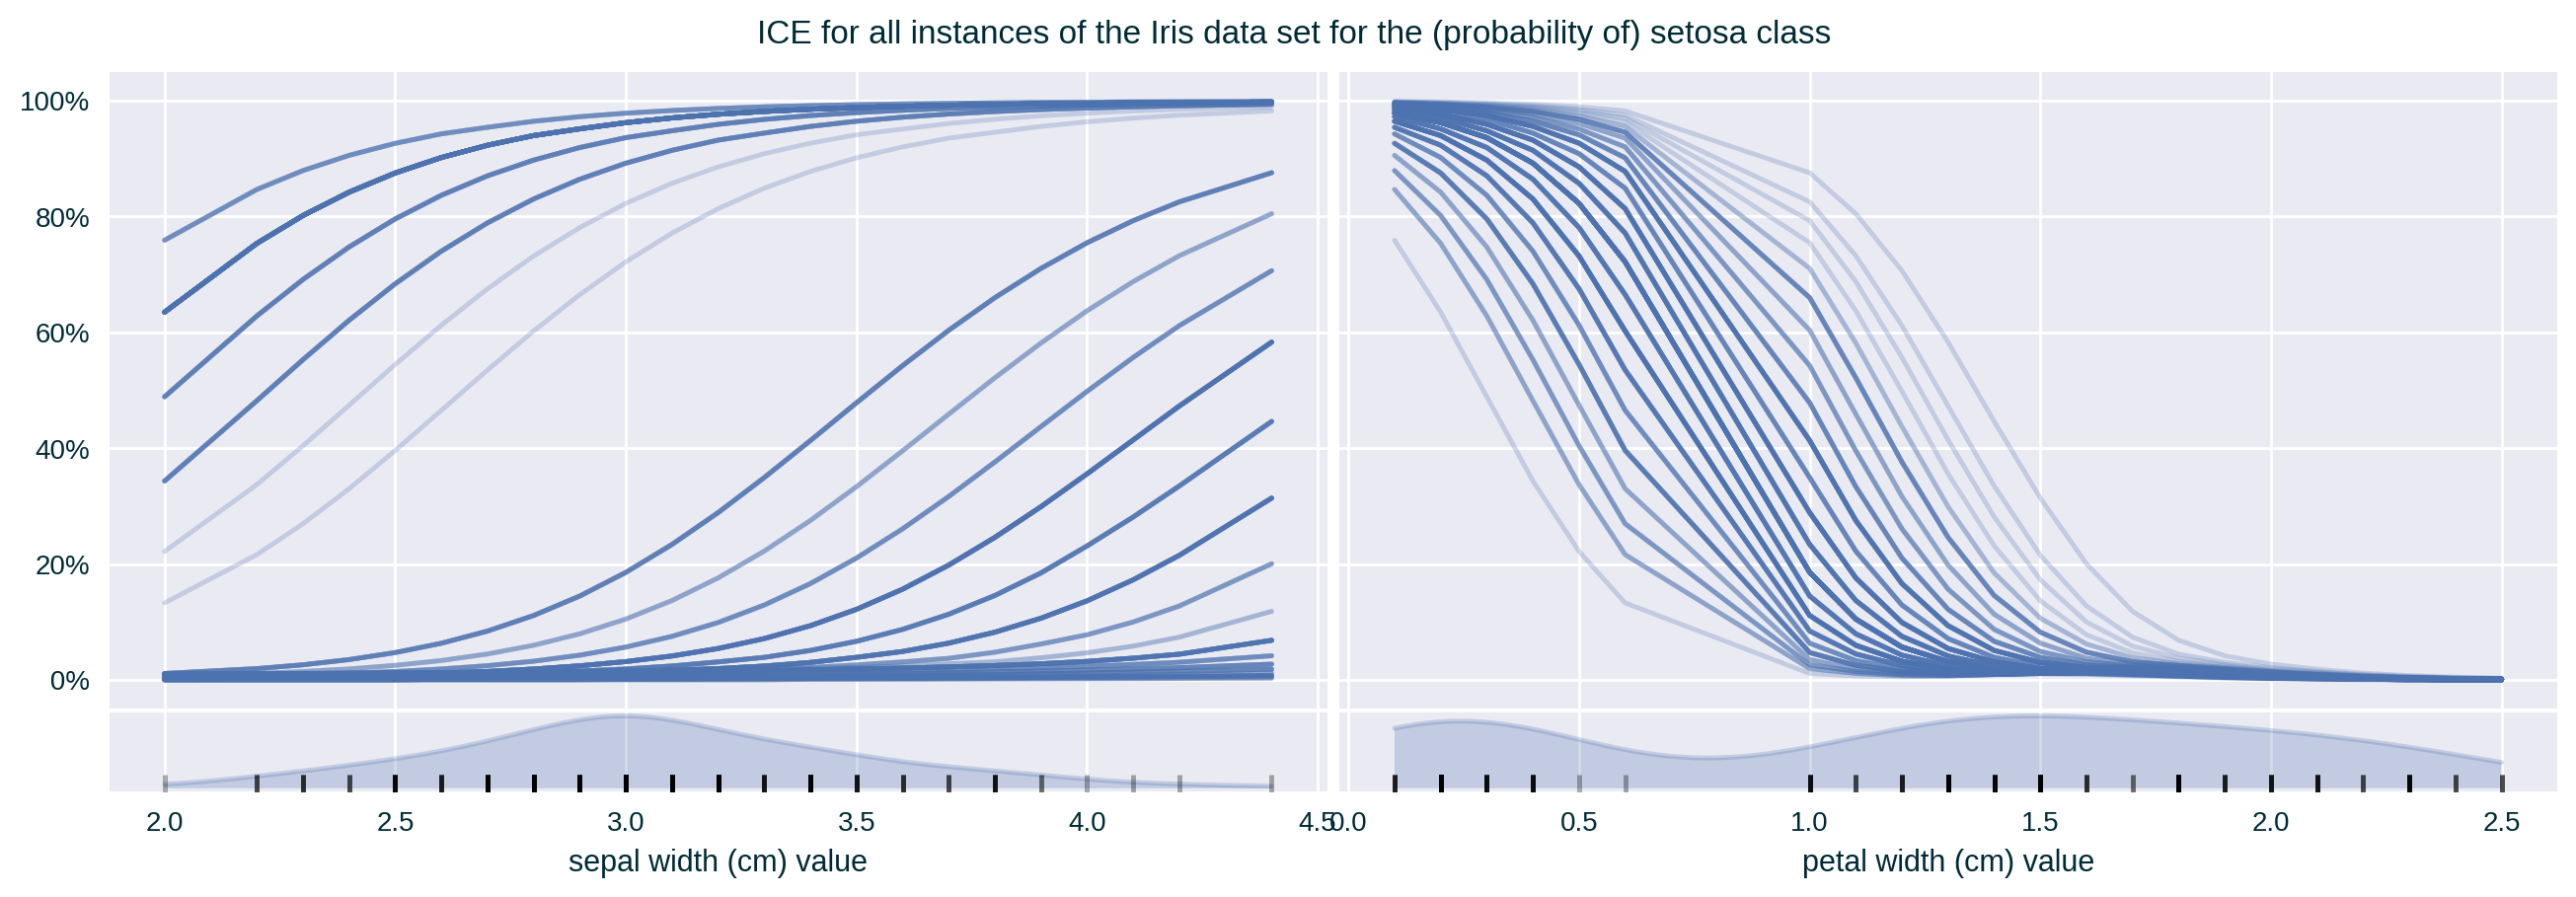 ICE for all instances of the Iris data set for the (probability of) setosa class
100%
80%
60%
40%
20%
0%
2.0 2.5 3.0 3.5 4.0 4.5 0.0 0.5 1.0 1.5 2.0 2.5
sepal width (cm) value petal width (cm) value